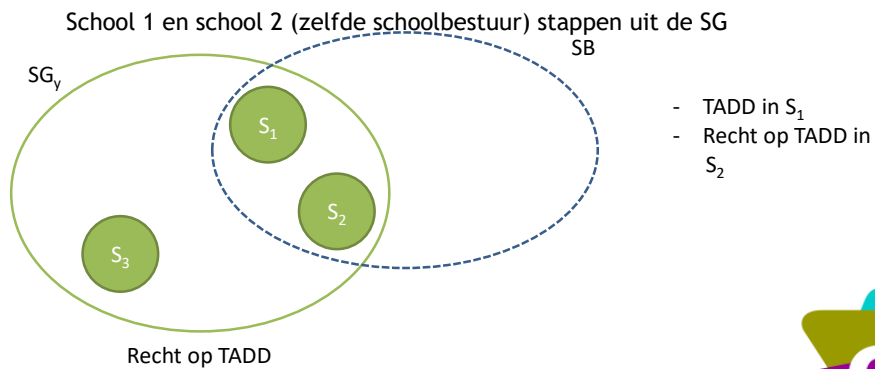 School 1 en school 2 (zelfde schoolbestuur) stappen uit de SG
SB
SGy
S1
S2
S3
- TADD in S1
- Recht op TADD in
S2
Recht op TADD